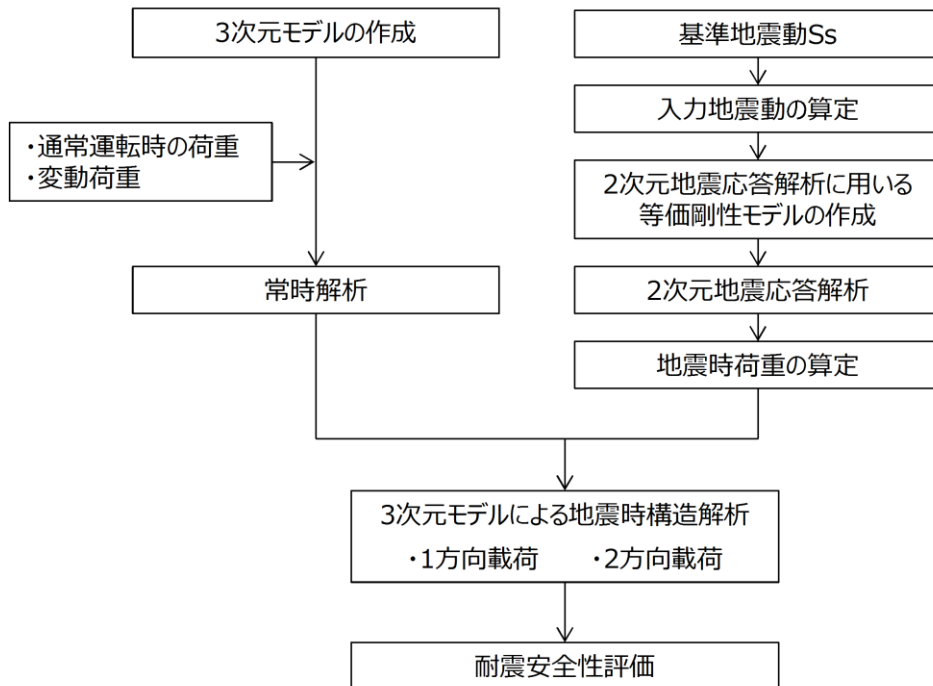 3次元モデルの作成
・通常運転時の荷重
・変動荷重
常時解析
基準地震動Ss
入力地震動の算定
2次元地震応答解析に用いる
等価剛性モデルの作成
2次元地震応答解析
地震時荷重の算定
3次元モデルによる地震時構造解析
・1方向載荷 ・2方向載荷
耐震安全性評価